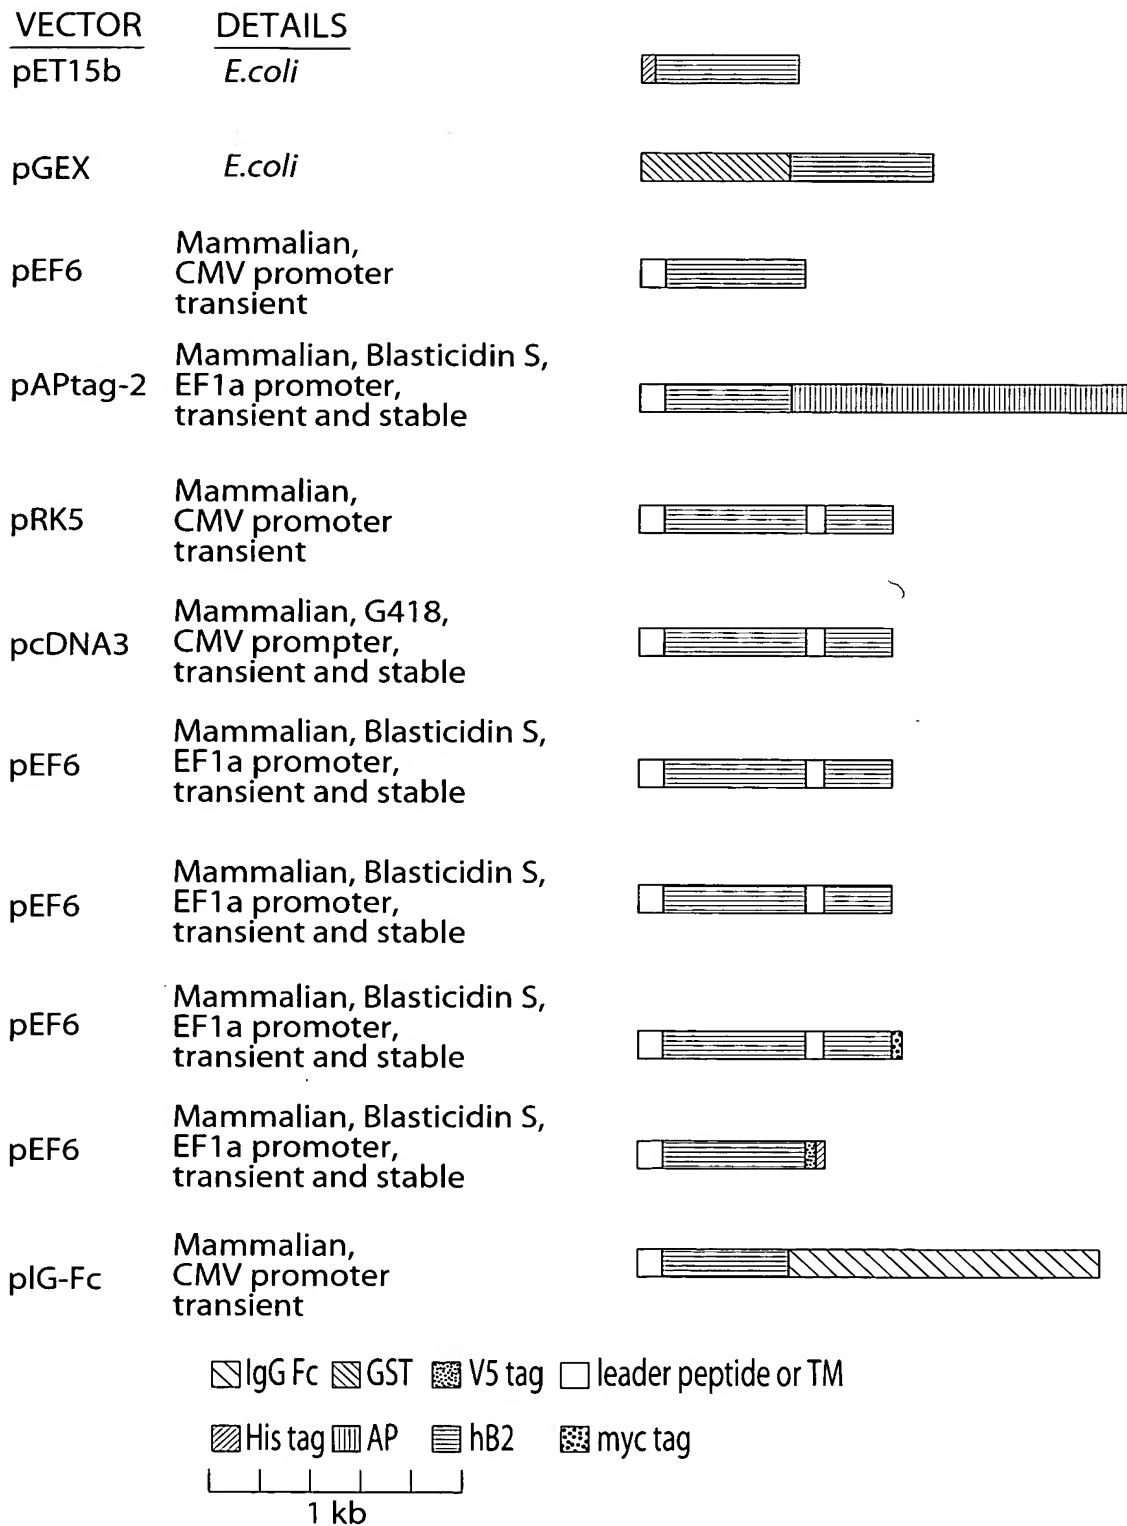 VECTOR DETAILS
pET15b E.coli
pGEX E.coli
Mammalian,
pEF6 CMV promoter
transient
Mammalian, Blasticidin S,
pAPtag-2 EF1a promoter,
transient and stable
Mammalian,
pRK5 CMV promoter
transient
Mammalian, G418,
pcDNA3 CMV prompter,
transient and stable
Mammalian, Blasticidin S,
pEF6 EF1a promoter,
transient and stable
Mammalian, Blasticidin S,
pEF6 EF1a promoter,
transient and stable
Mammalian, Blasticidin S,
pEF6 EF1a promoter,
transient and stable
Mammalian, Blasticidin S,
pEF6 EF1a promoter,
transient and stable
Mammalian,
pIG-Fc CMV promoter
transient
IgG Fc GST V5 tag leader peptide or TM
His tag AP hB2 myc tag
1 kb